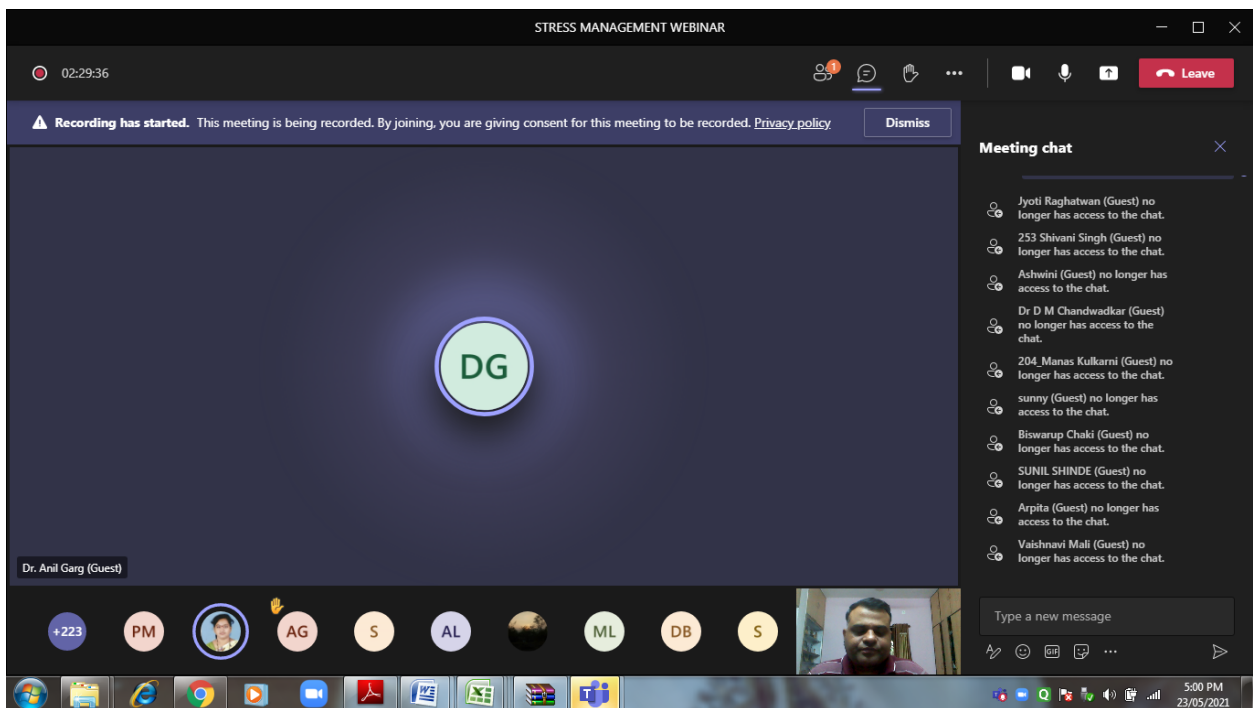 STRESS MANAGEMENT WEBINAR
02:29:36
1
Leave
Recording has started. This meeting is being recorded. By joining, you are giving consent for this meeting to be recorded. Privacy policy
Dismiss
DG
Dr. Anil Garg (Guest)
+223
PM
AG
S
AL
ML
DB
S
Meeting chat
Jyoti Raghatwan (Guest) no
longer has access to the chat.
253 Shivani Singh (Guest) no
longer has access to the chat.
Ashwini (Guest) no longer has
access to the chat.
Dr D M Chandwadkar (Guest)
no longer has access to the
chat.
204_Manas Kulkarni (Guest) no
longer has access to the chat.
sunny (Guest) no longer has
access to the chat.
Biswarup Chaki (Guest) no
longer has access to the chat.
SUNIL SHINDE (Guest) no
longer has access to the chat.
Arpita (Guest) no longer has
access to the chat.
Vaishnavi Mali (Guest) no
longer has access to the chat.
Type a new message
GIF
5:00 PM
23/05/2021